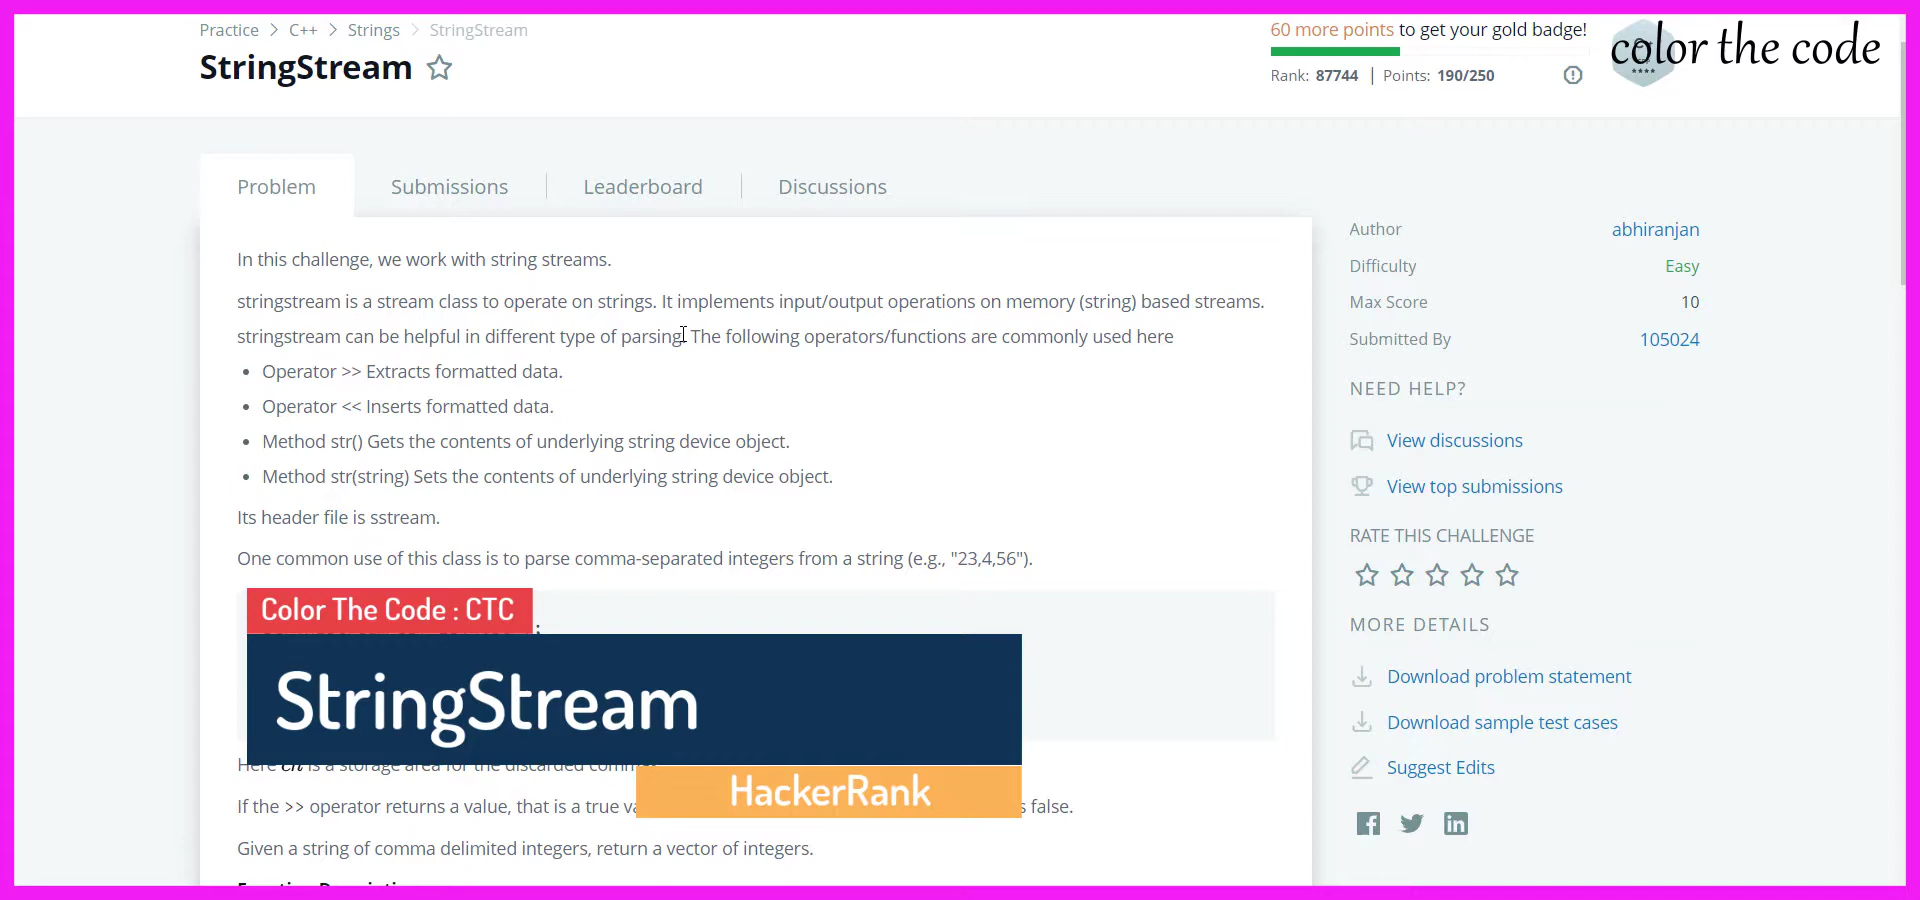 Practice > C++ > Strings > StringStream
StringStream
60 more points to get your gold badge!
Rank: 87744 | Points: 190/250
color the code
Problem
Submissions
Leaderboard
Discussions
In this challenge, we work with string streams.
stringstream is a stream class to operate on strings. It implements input/output operations on memory (string) based streams.
stringstream can be helpful in different type of parsing. The following operators/functions are commonly used here
• Operator >> Extracts formatted data.
• Operator << Inserts formatted data.
• Method str() Gets the contents of underlying string device object.
• Method str(string) Sets the contents of underlying string device object.
Its header file is sstream.
One common use of this class is to parse comma-separated integers from a string (e.g., "23,4,56").
Color The Code : CTC
;
StringStream
HackerRank
Here ch is a storage area for the discarded
If the >> operator returns a value, that is a true
s false.
Given a string of comma delimited integers, return a vector of integers.
Author abhiranjan
Difficulty Easy
Max Score 10
Submitted By 105024
NEED HELP?
View discussions
View top submissions
RATE THIS CHALLENGE
MORE DETAILS
Download problem statement
Download sample test cases
Suggest Edits